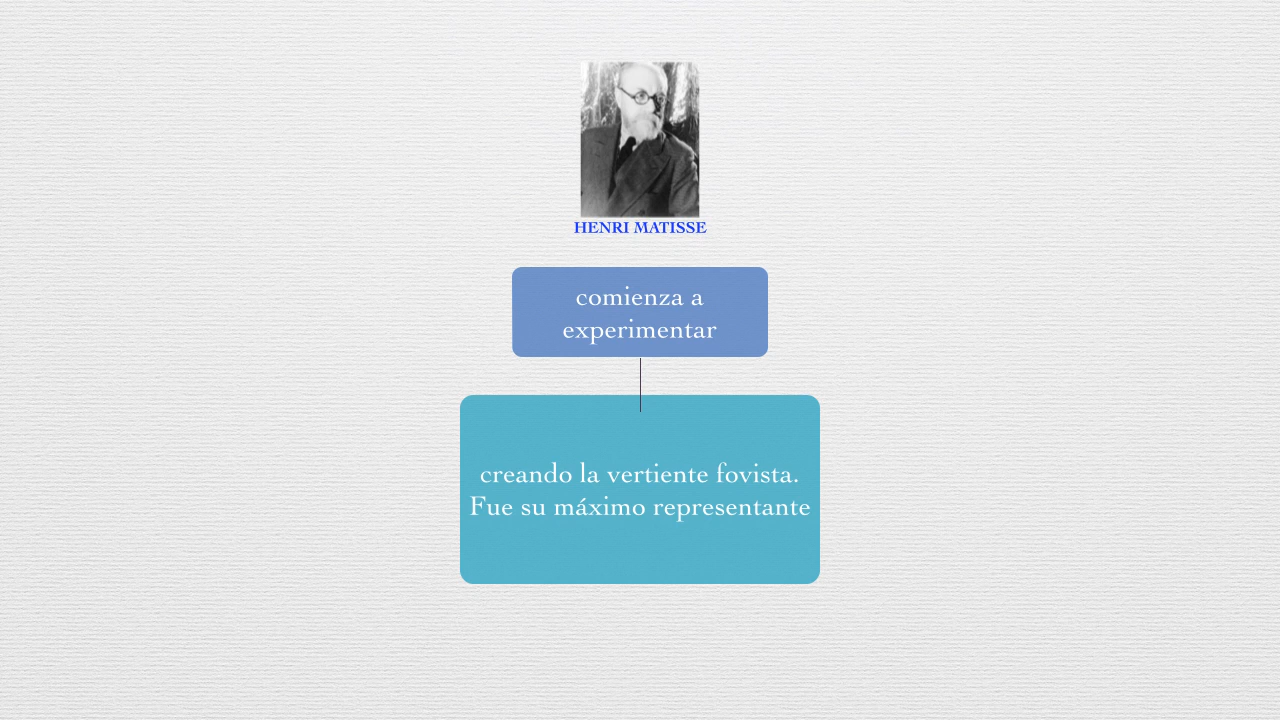 HENRI MATISSE
comienza a
experimentar
creando la vertiente fovista.
Fue su máximo representante